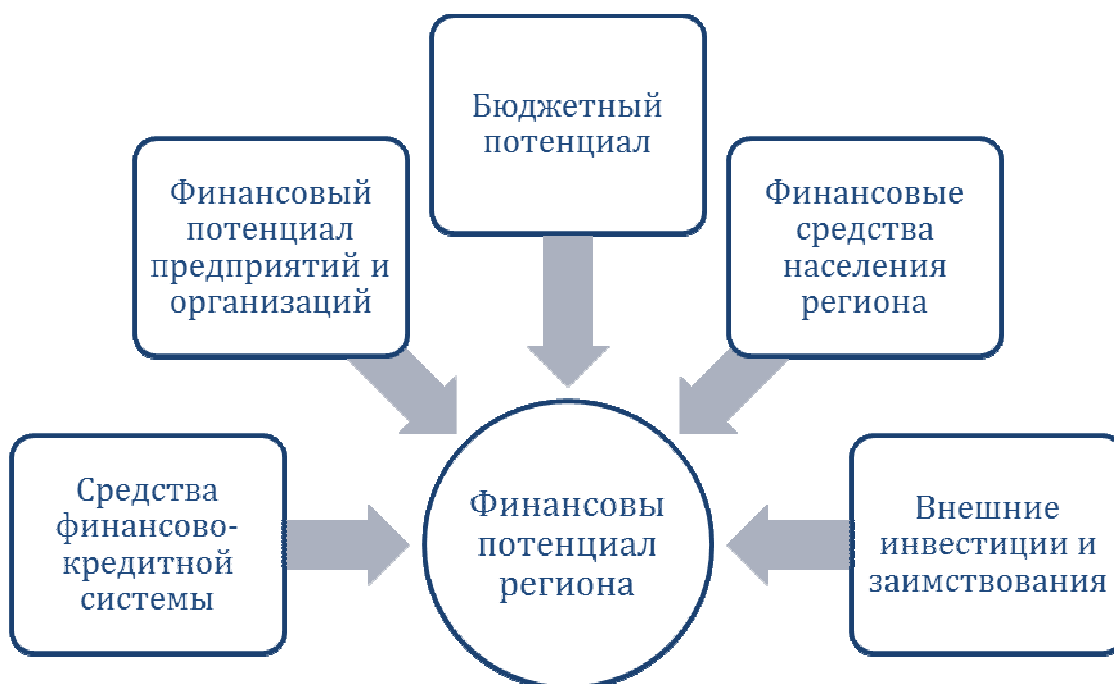 Бюджетный
потенциал
Финансовый
потенциал
предприятий и
организаций
Финансовые
средства
населения
региона
Средства
финансово-
кредитной
системы
Финансовы
потенциал
региона
Внешние
инвестиции и
заимствования